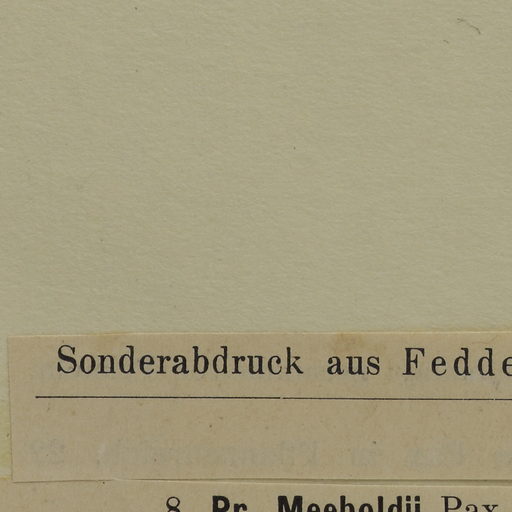 Sonderabdruck aus Fedde
8. Pr. Meeboldii Pax